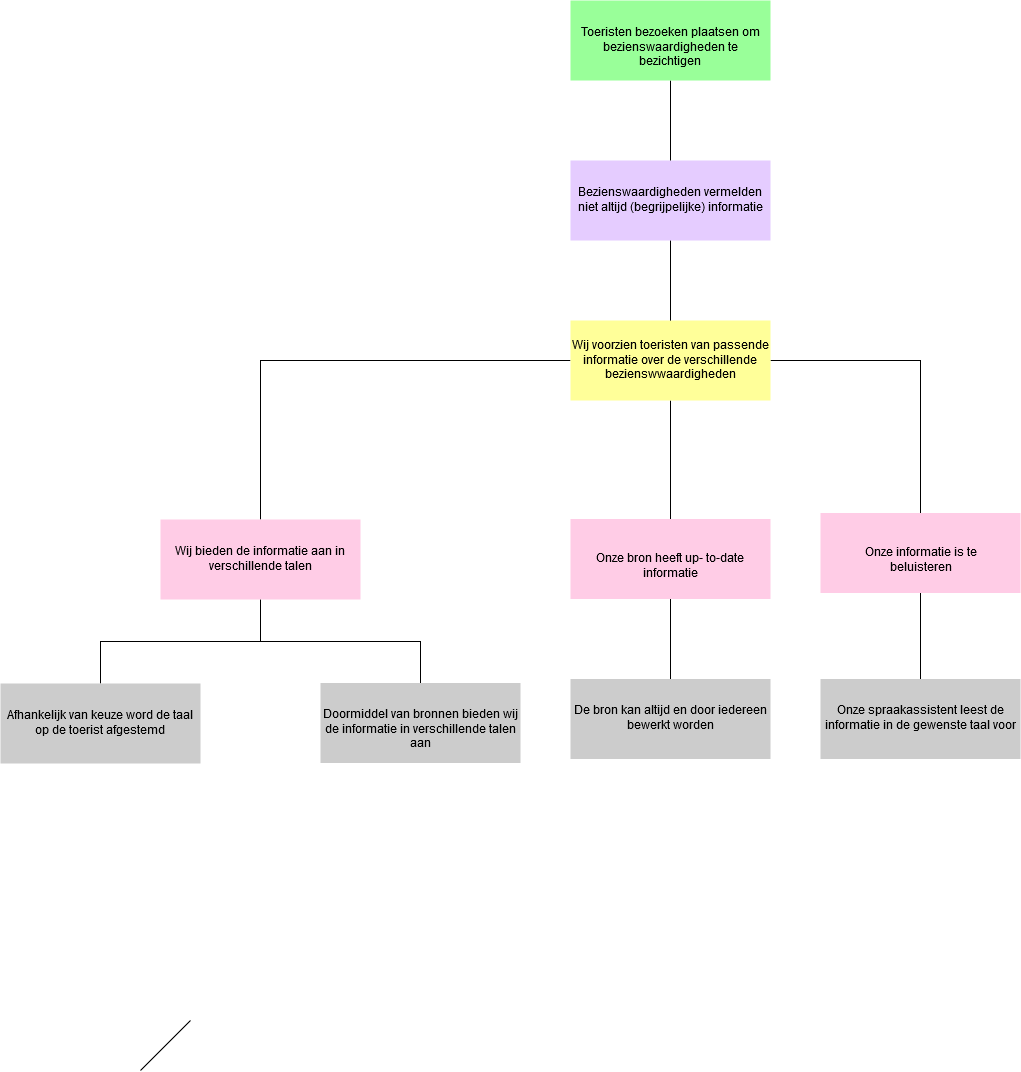 Toeristen bezoeken plaatsen om
bezienswaardigheden te
bezichtigen
Bezienswaardigheden vermelden
niet altijd (begrijpelijke) informatie
Wij voorzien toeristen van passende
informatie over de verschillende
bezienswwaardigheden
Wij bieden de informatie aan in
verschillende talen
Onze bron heeft up- to-date
informatie
Onze informatie is te
beluisteren
Afhankelijk van keuze word de taal
op de toerist afgestemd
Doormiddel van bronnen bieden wij
de informatie in verschillende talen
aan
De bron kan altijd en door iedereen
bewerkt worden
Onze spraakassistent leest de
informatie in de gewenste taal voor